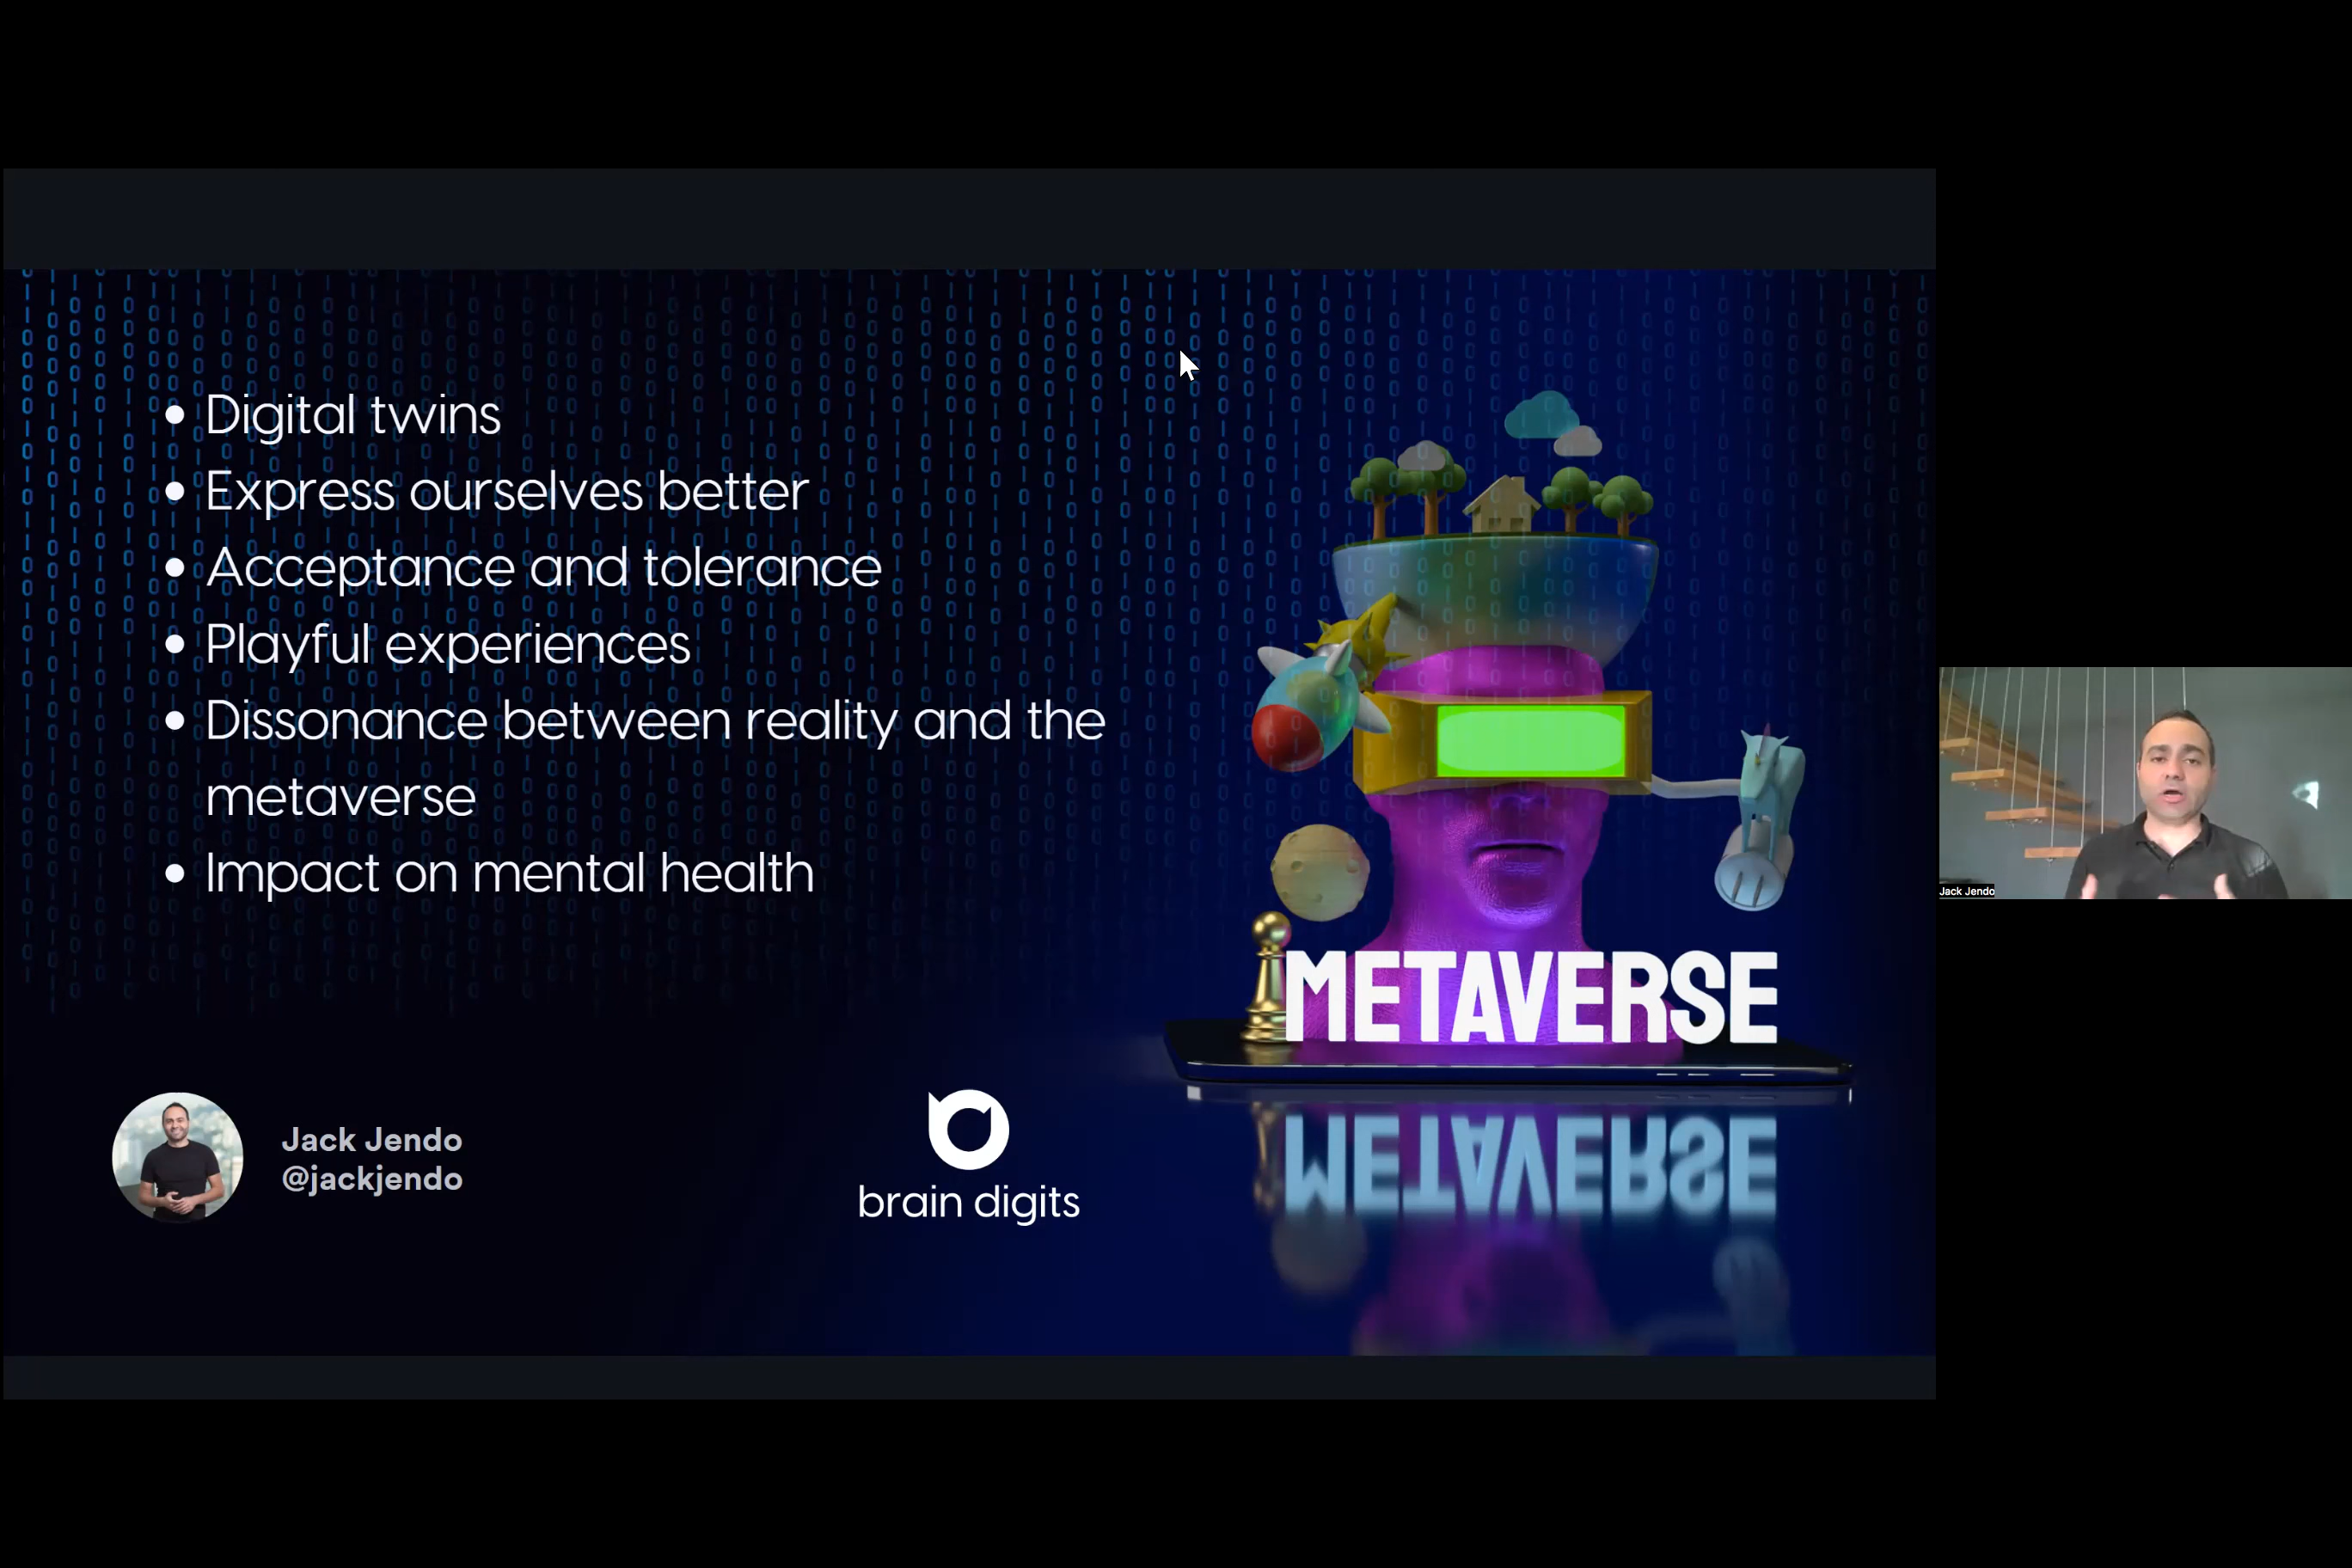 • Digital twins
• Express ourselves better
• Acceptance and tolerance
• Playful experiences
• Dissonance between reality and the
metaverse
• Impact on mental health
METAVERSE
METAVERSE
Jack Jendo
@jackjendo
brain digits
Jack Jendo